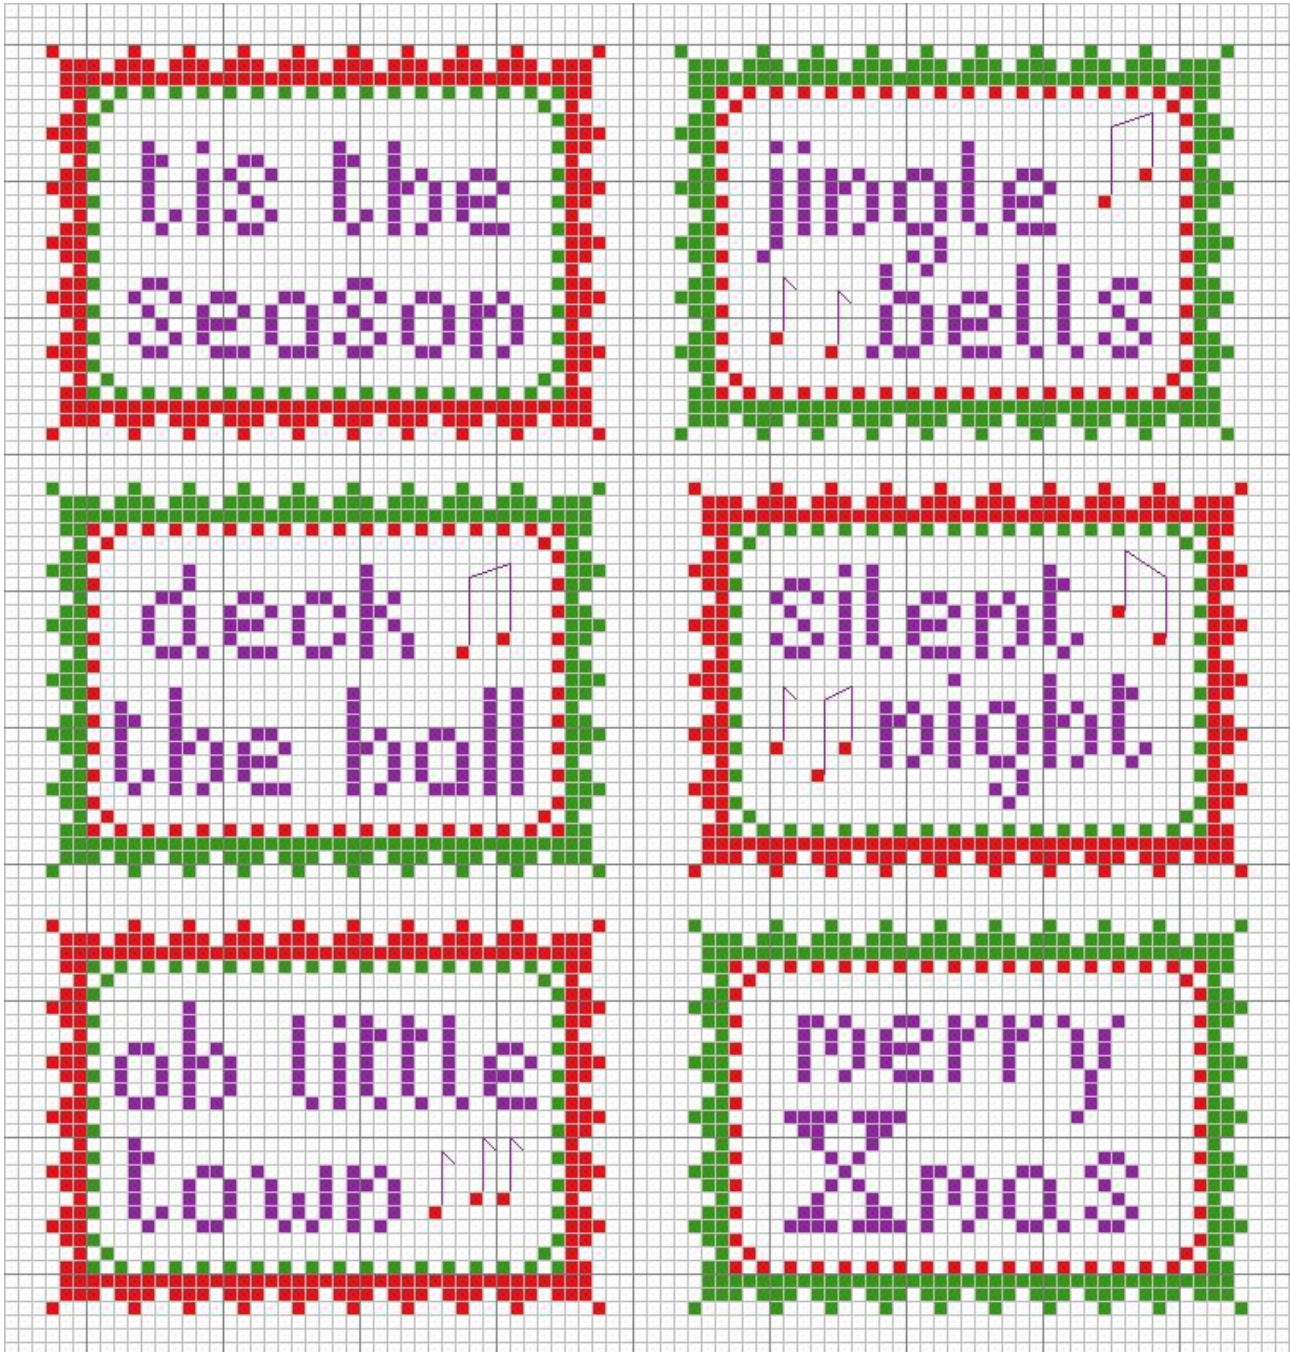 tis the
season
jingle
bells
deck
the hall
silent
night
oh little
town
merry
Xmas